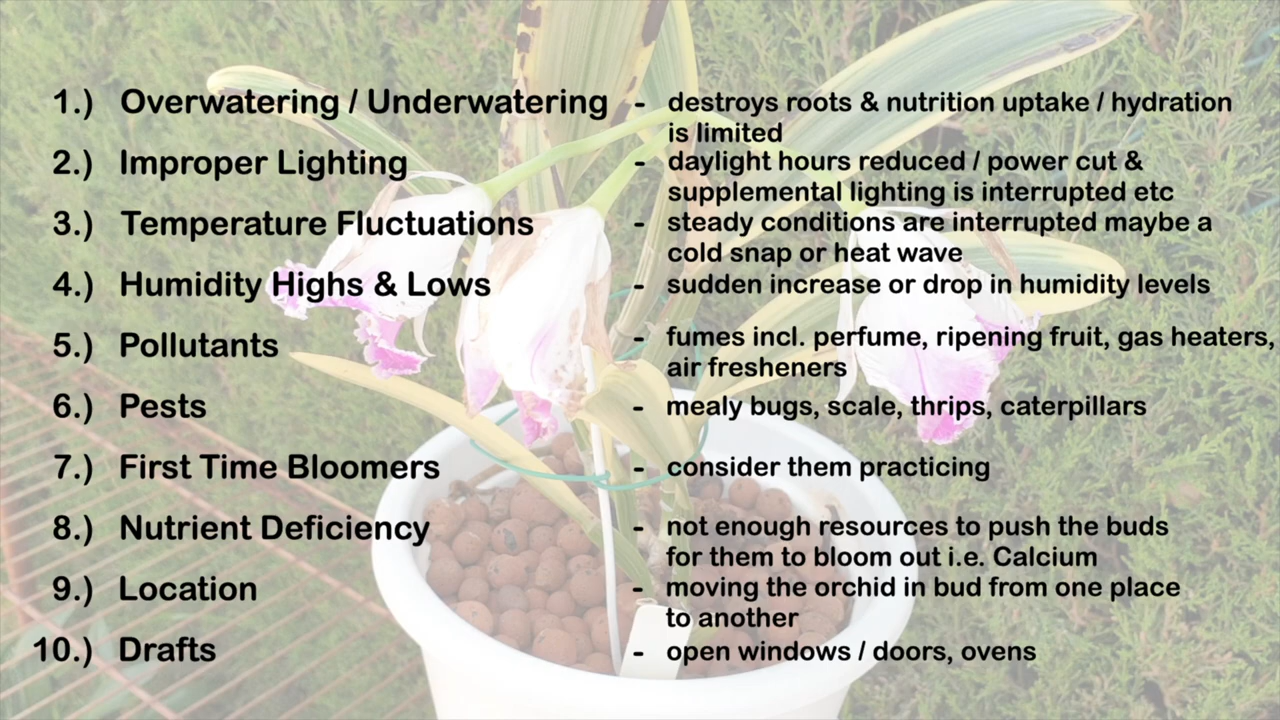 1.) Overwatering / Underwatering - destroys roots & nutrition uptake / hydration
is limited
2.) Improper Lighting - daylight hours reduced / power cut &
supplemental lighting is interrupted etc
3.) Temperature Fluctuations - steady conditions are interrupted maybe a
cold snap or heat wave
4.) Humidity Highs & Lows - sudden increase or drop in humidity levels
5.) Pollutants - fumes incl. perfume, ripening fruit, gas heaters,
air fresheners
6.) Pests - mealy bugs, scale, thrips, caterpillars
7.) First Time Bloomers - consider them practicing
8.) Nutrient Deficiency - not enough resources to push the buds
for them to bloom out i.e. Calcium
9.) Location - moving the orchid in bud from one place
to another
10.) Drafts - open windows / doors, ovens